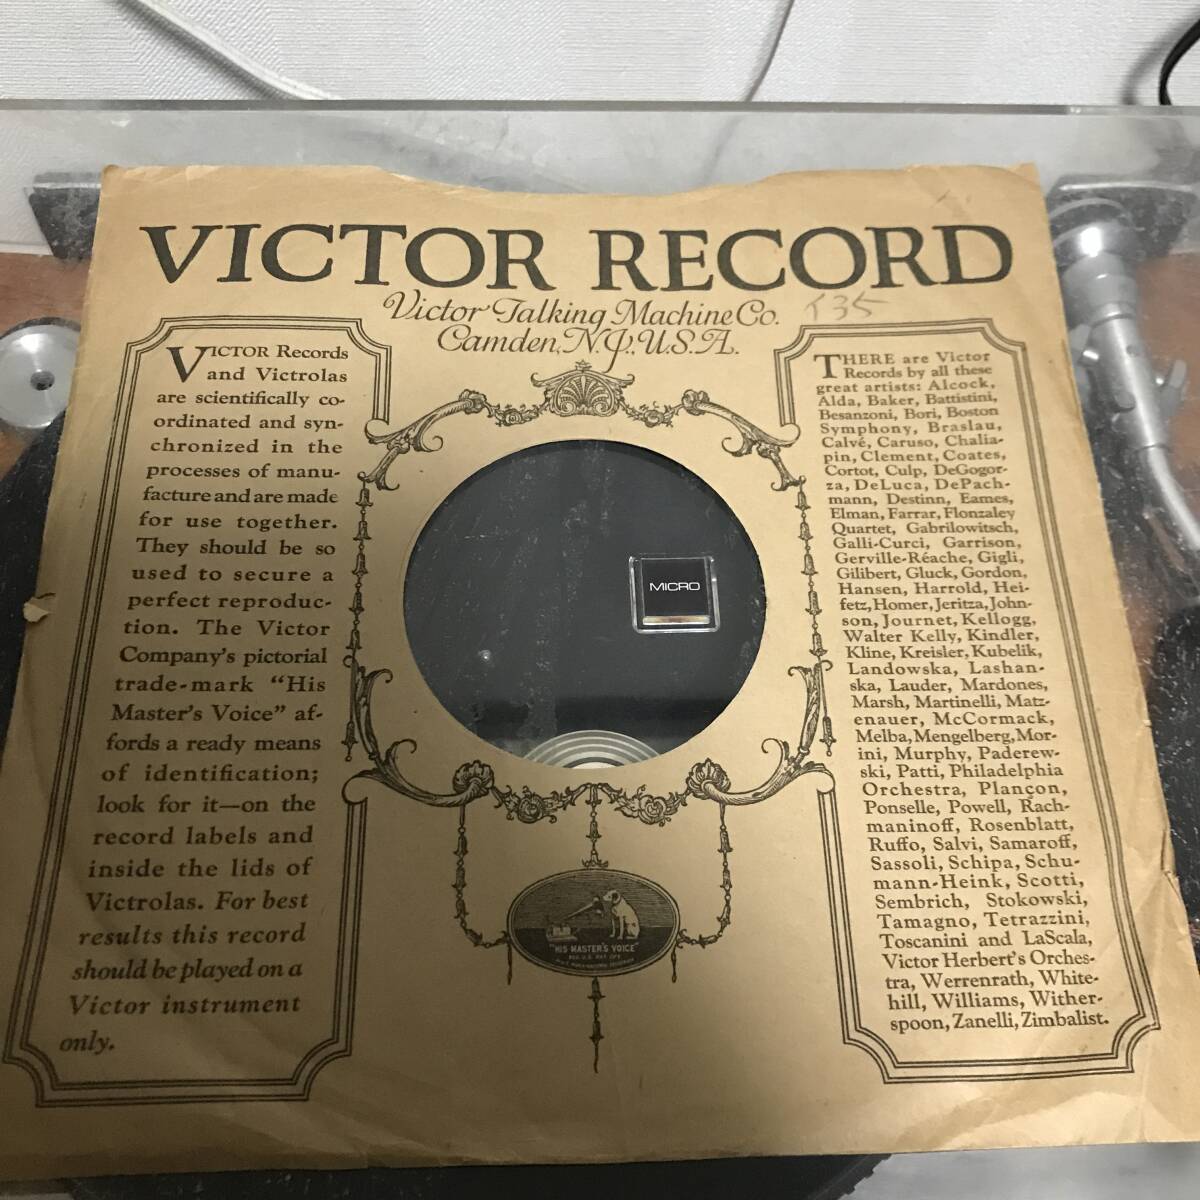 VICTOR RECORD
Victor Talking Machine Co.
Camden, N.J., U.S.A.
135
VICTOR Records
and Victrolas
are scientifically co-
ordinated and syn-
chronized in the
processes of manu-
facture and are made
for use together.
They should be so
used to secure a
perfect reproduc-
tion. The Victor
Company's pictorial
trade-mark "His
Master's Voice" af-
fords a ready means
of identification;
look for it—on the
record labels and
inside the lids of
Victrolas. For best
results this record
should be played on a
Victor instrument
only.
MICRO
"HIS MASTER'S VOICE"
REG. U.S. PAT. OFF.
THERE are Victor
Records by all these
great artists: Alcock,
Alda, Baker, Battistini,
Besanzoni, Bori, Boston
Symphony, Braslau,
Calvé, Caruso, Chalia-
pin, Clement, Coates,
Cortot, Culp, DeGogor-
za, DeLuca, DePach-
mann, Destinn, Eames,
Elman, Farrar, Flonzaley
Quartet, Gabrilowitsch,
Galli-Curci, Garrison,
Gerville-Réache, Gigli,
Gilibert, Gluck, Gordon,
Hansen, Harrold, Hei-
fetz, Homer, Jeritza, John-
son, Journet, Kellogg,
Walter Kelly, Kindler,
Kline, Kreisler, Kubelik,
Landowska, Lashan-
ska, Lauder, Mardones,
Marsh, Martinelli, Matz-
enauer, McCormack,
Melba, Mengelberg, Mor-
ini, Murphy, Paderew-
ski, Patti, Philadelphia
Orchestra, Plançon,
Ponselle, Powell, Rach-
maninoff, Rosenblatt,
Ruffo, Salvi, Samaroff,
Sassoli, Schipa, Schu-
mann-Heink, Scotti,
Sembrich, Stokowski,
Tamagno, Tetrazzini,
Toscanini and LaScala,
Victor Herbert's Orches-
tra, Werrenrath, White-
hill, Williams, Wither-
spoon, Zanelli, Zimbalist.